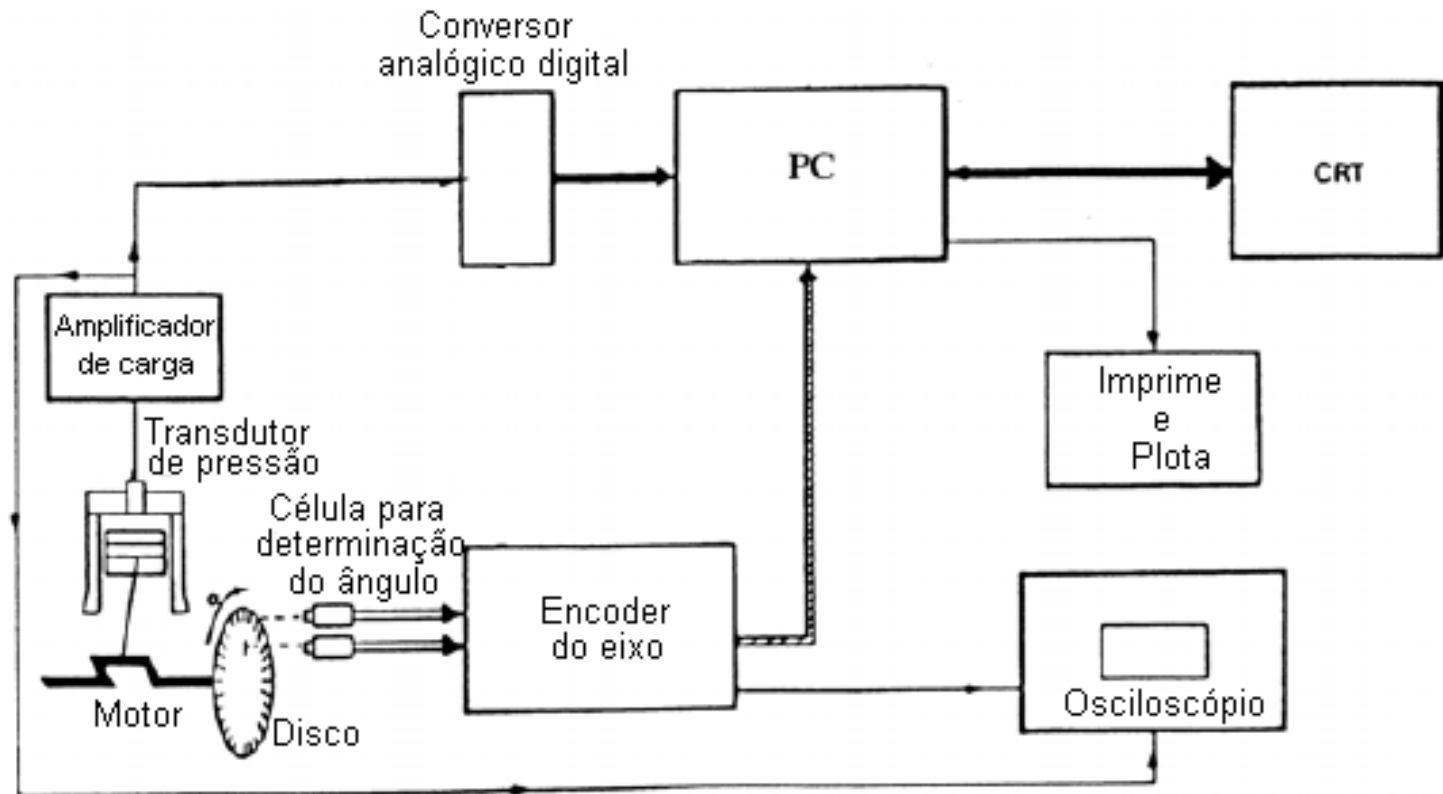 Conversor
analógico digital
PC
CRT
Amplificador
de carga
Imprime
e
Plota
Transdutor
de pressão
Célula para
determinação
do ângulo
Encoder
do eixo
Osciloscópio
Motor
Disco